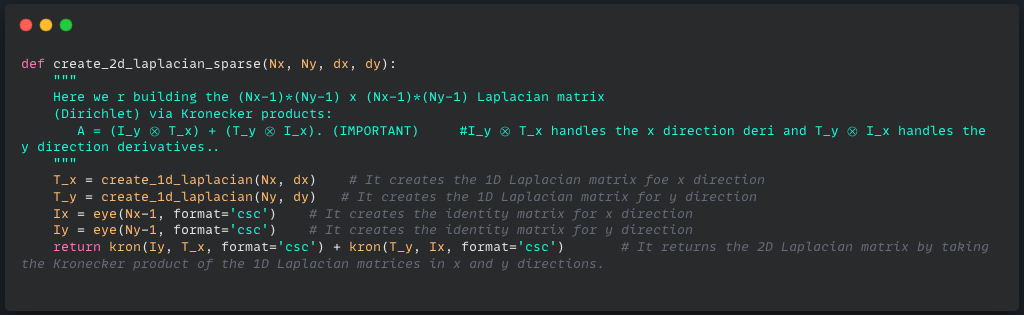 def create_2d_laplacian_sparse(Nx, Ny, dx, dy):
    """
    Here we r building the (Nx-1)*(Ny-1) x (Nx-1)*(Ny-1) Laplacian matrix
    (Dirichlet) via Kronecker products:
       A = (I_y ⊗ T_x) + (T_y ⊗ I_x). (IMPORTANT)     #I_y ⊗ T_x handles the x direction deri and T_y ⊗ I_x handles the
y direction derivatives..
    """
    T_x = create_1d_laplacian(Nx, dx)    # It creates the 1D Laplacian matrix foe x direction
    T_y = create_1d_laplacian(Ny, dy)   # It creates the 1D Laplacian matrix for y direction
    Ix = eye(Nx-1, format='csc')    # It creates the identity matrix for x direction
    Iy = eye(Ny-1, format='csc')    # It creates the identity matrix for y direction
    return kron(Iy, T_x, format='csc') + kron(T_y, Ix, format='csc')       # It returns the 2D Laplacian matrix by taking
the Kronecker product of the 1D Laplacian matrices in x and y directions.